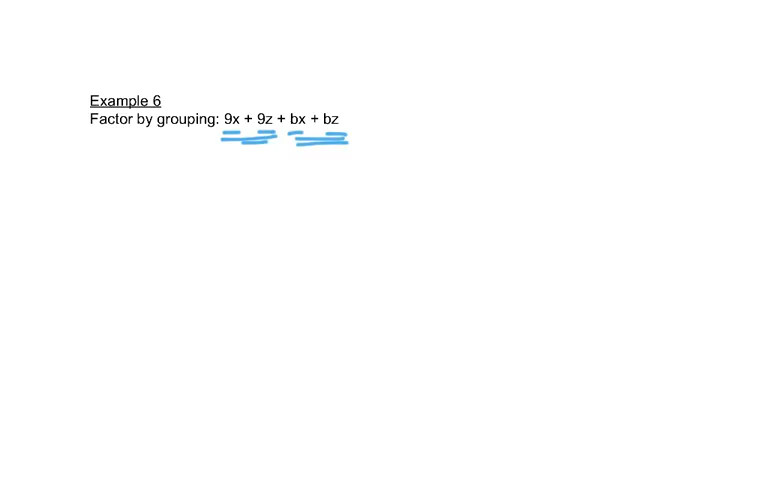 Example 6
Factor by grouping: 9x + 9z + bx + bz